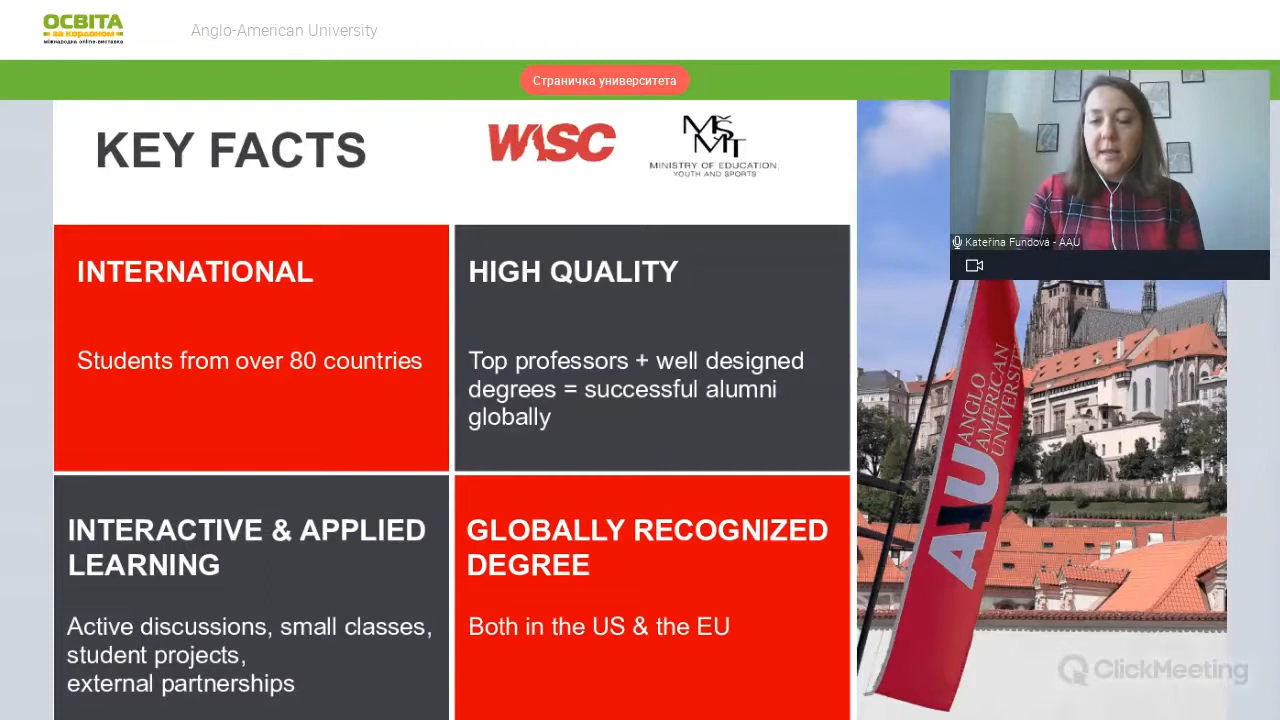 ОСВІТА
за кордоном
міжнародна online-виставка
Anglo-American University
Страничка университета
KEY FACTS
WASC
MŠMT
MINISTRY OF EDUCATION,
YOUTH AND SPORTS
Kateřina Fundová - AAU
INTERNATIONAL
Students from over 80 countries
HIGH QUALITY
Top professors + well designed
degrees = successful alumni
globally
INTERACTIVE & APPLIED
LEARNING
Active discussions, small classes,
student projects,
external partnerships
GLOBALLY RECOGNIZED
DEGREE
Both in the US & the EU
AAU
ANGLO
AMERICAN
UNIVERSITY
ClickMeeting